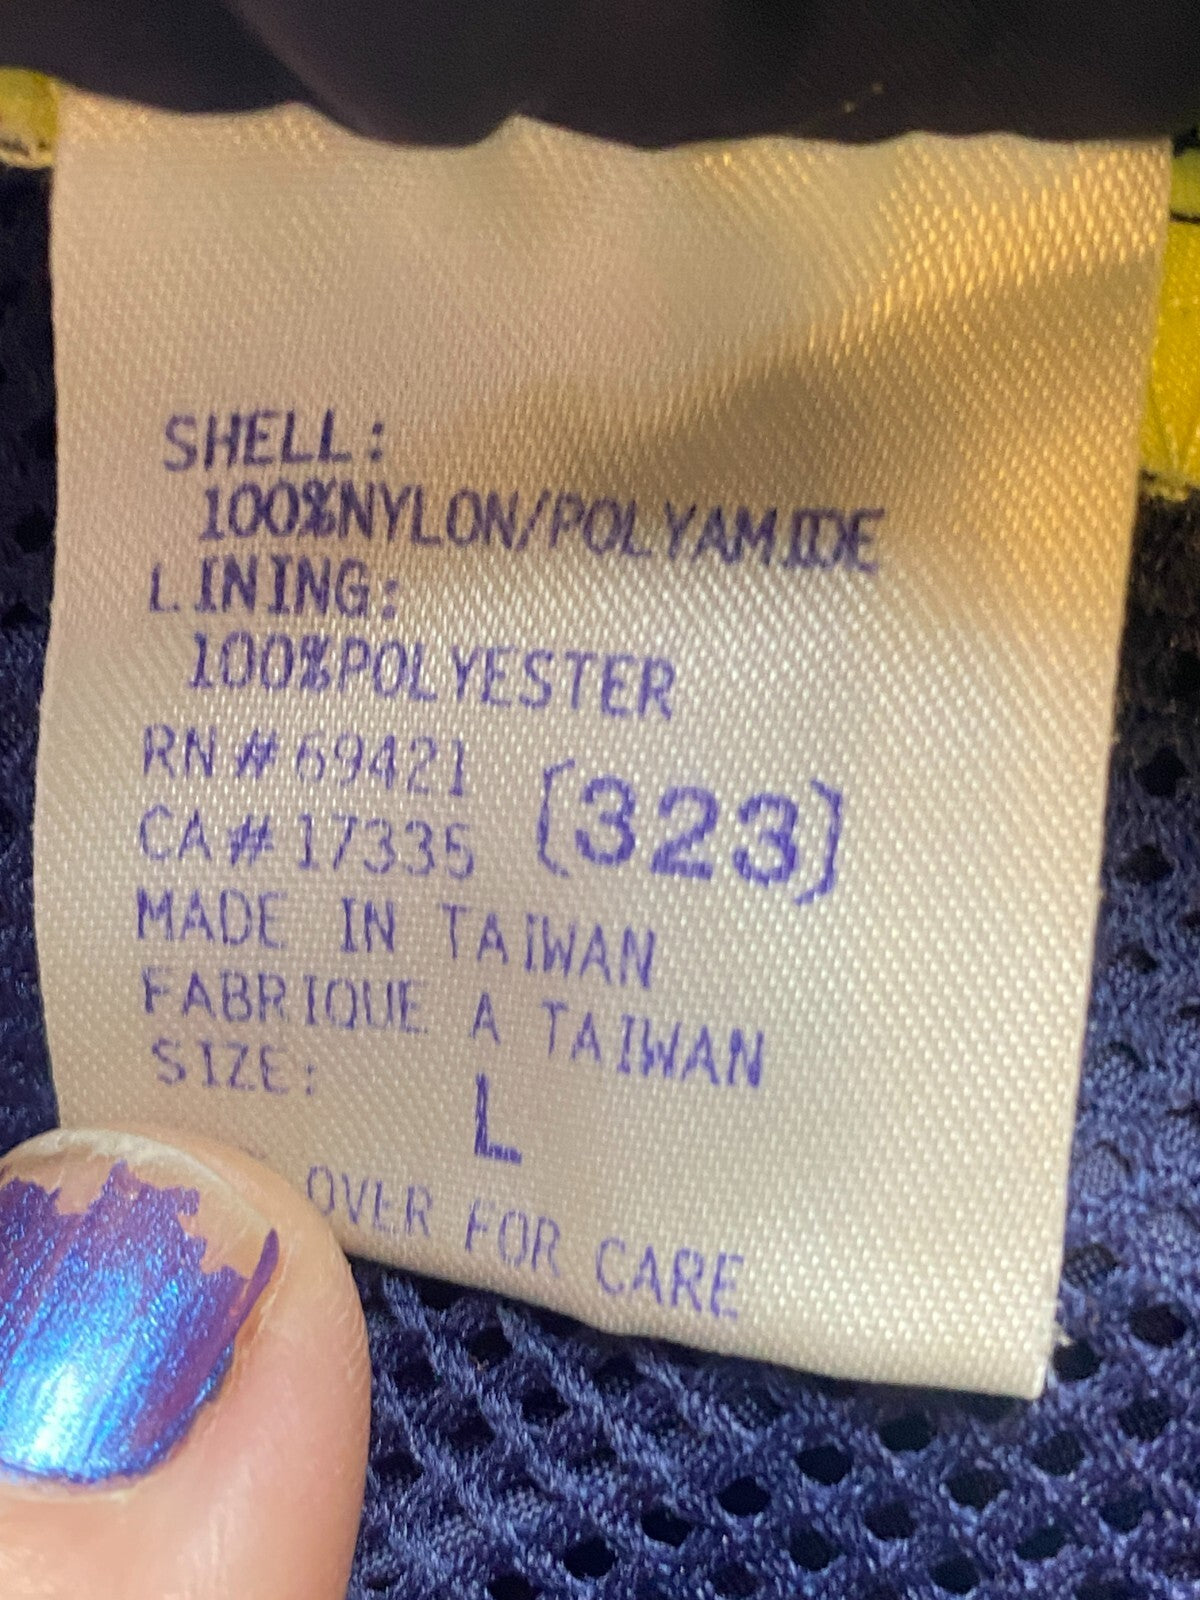 SHELL:
100%NYLON/POLYAMIDE
LINING:
100%POLYESTER
RN#69421
CA#17335 (323)
MADE IN TAIWAN
FABRIQUE A TAIWAN
SIZE:
L
OVER FOR CARE